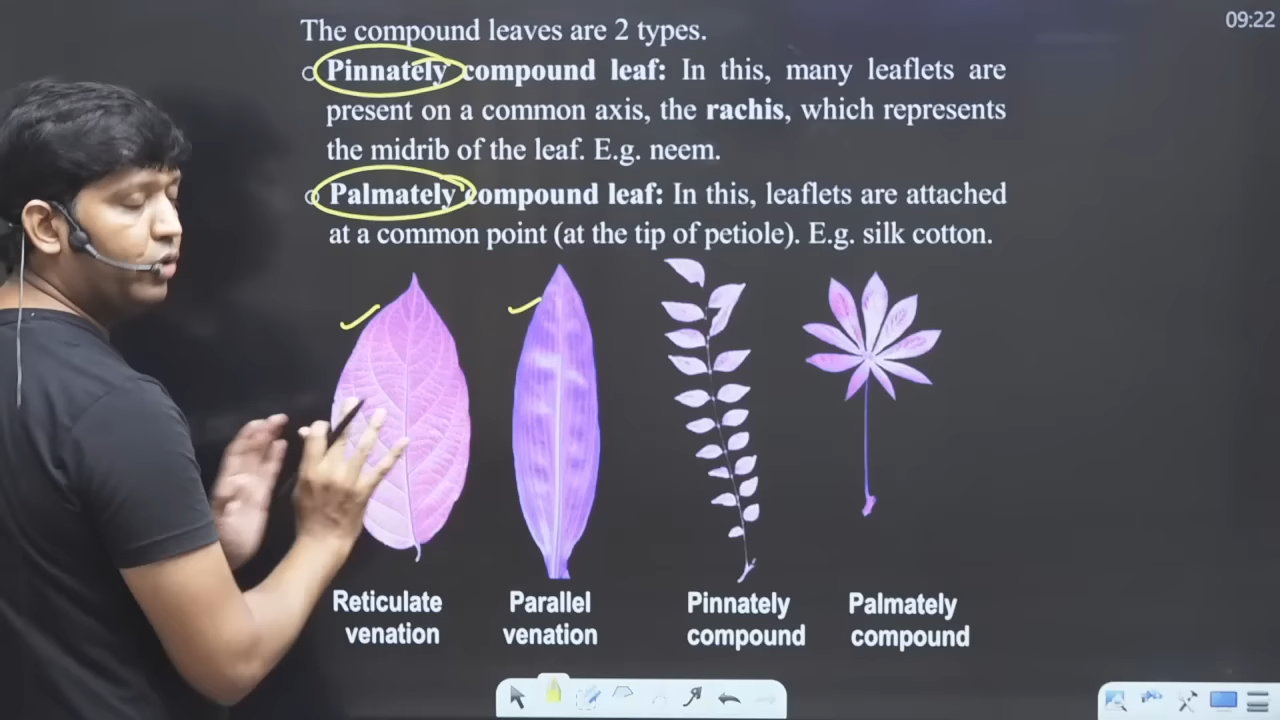 09:22
The compound leaves are 2 types.
Pinnately compound leaf: In this, many leaflets are
present on a common axis, the rachis, which represents
the midrib of the leaf. E.g. neem.
Palmately compound leaf: In this, leaflets are attached
at a common point (at the tip of petiole). E.g. silk cotton.
Reticulate
venation
Parallel
venation
Pinnately
compound
Palmately
compound